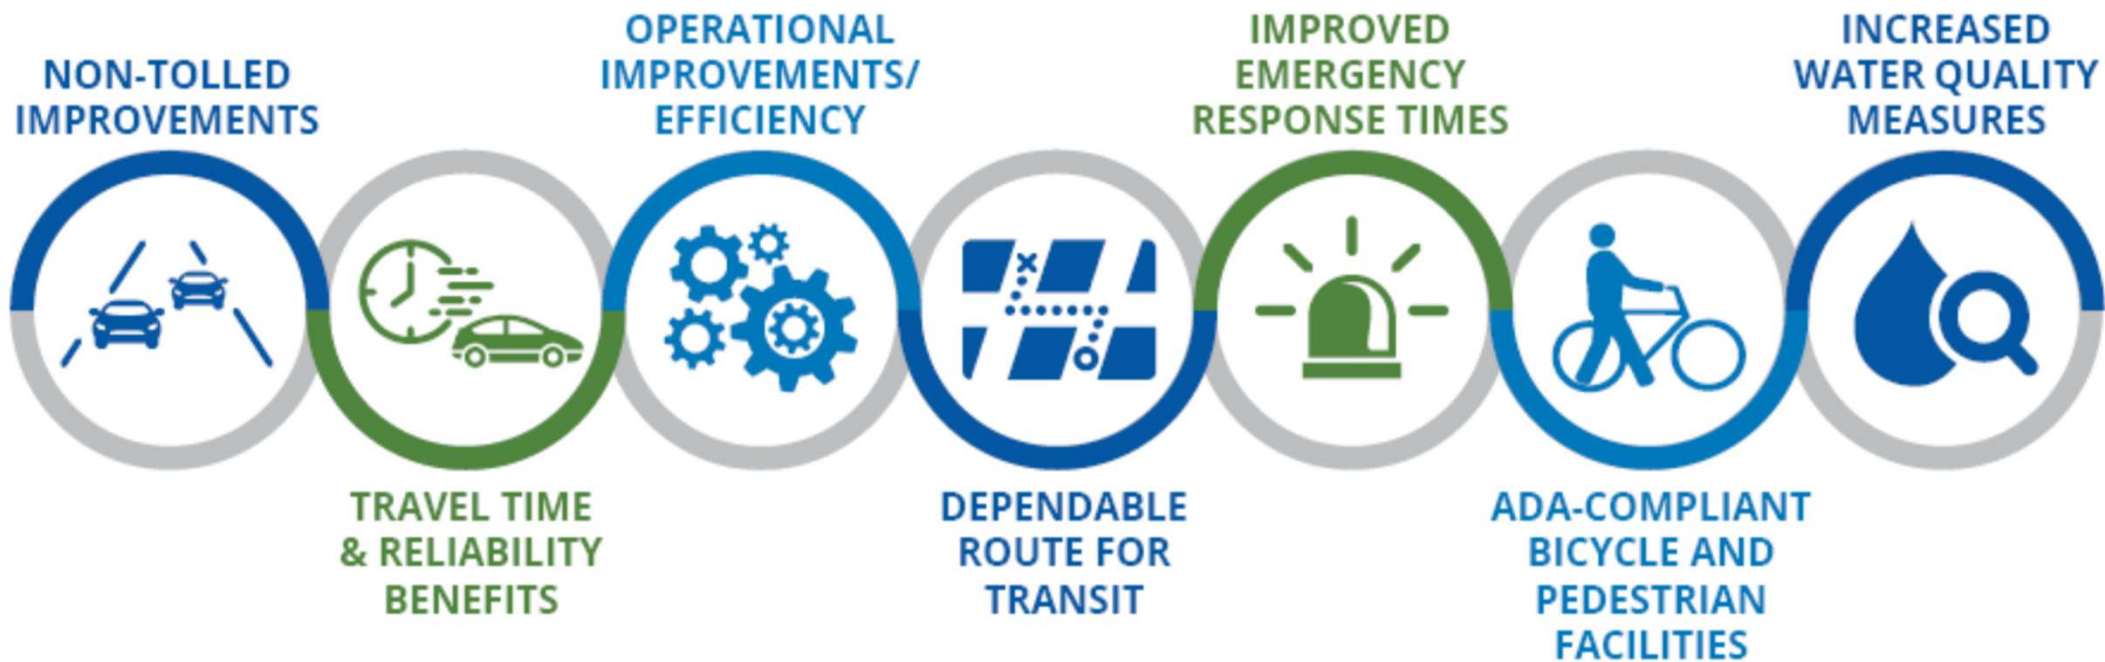 NON-TOLLED
IMPROVEMENTS
TRAVEL TIME
& RELIABILITY
BENEFITS
OPERATIONAL
IMPROVEMENTS/
EFFICIENCY
DEPENDABLE
ROUTE FOR
TRANSIT
IMPROVED
EMERGENCY
RESPONSE TIMES
ADA-COMPLIANT
BICYCLE AND
PEDESTRIAN
FACILITIES
INCREASED
WATER QUALITY
MEASURES